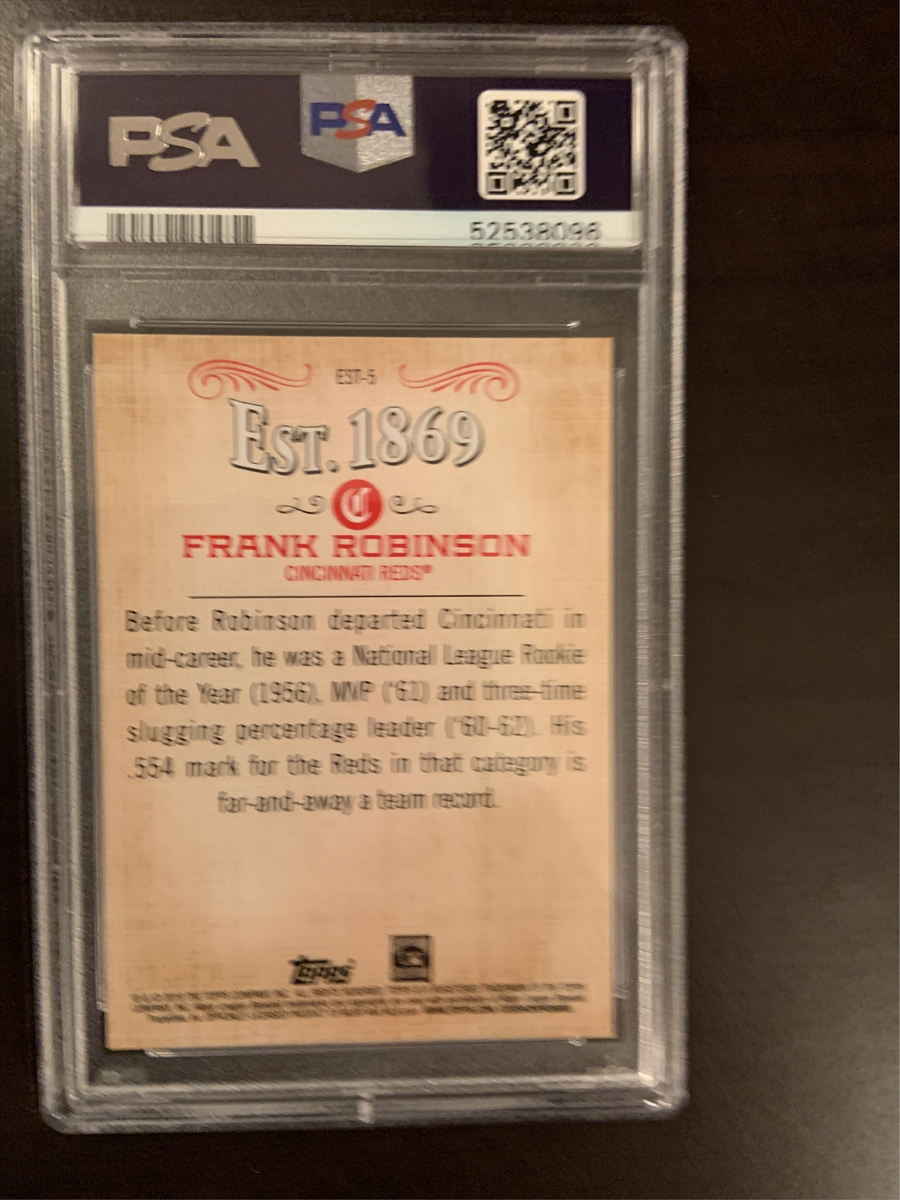 PSA
PSA
52538096
EST-5
EST. 1869
C
FRANK ROBINSON
CINCINNATI REDS®
Before Robinson departed Cincinnati in
mid-career, he was a National League Rookie
of the Year (1956), MVP ('61) and three-time
slugging percentage leader ('60-62). His
.554 mark for the Reds in that category is
far-and-away a team record.
Topps